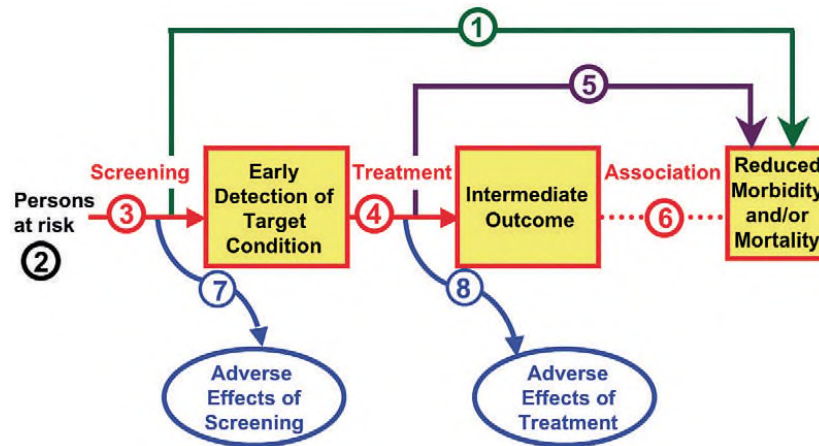 1
5
Screening
Early
Detection of
Target
Condition
Treatment
Intermediate
Outcome
Association
Reduced
Morbidity
and/or
Mortality
Persons
at risk
2
3
4
6
7
8
Adverse
Effects of
Screening
Adverse
Effects of
Treatment